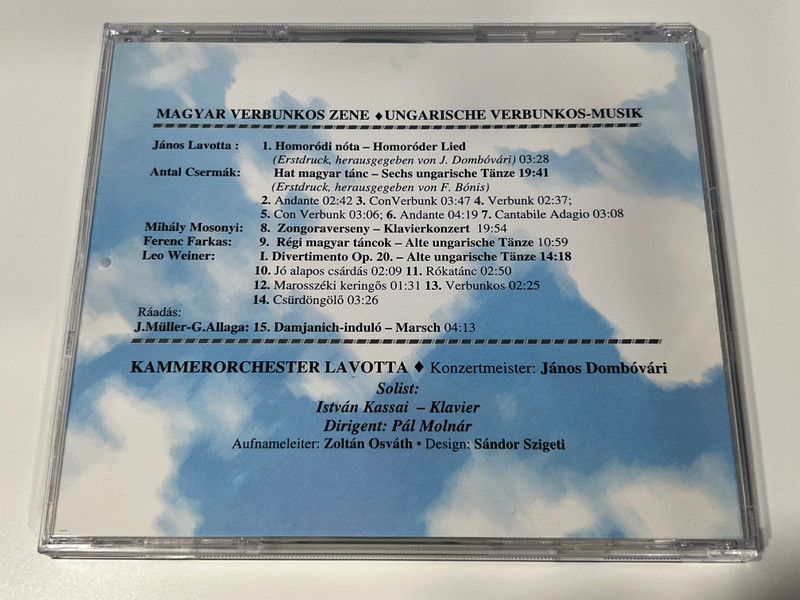 MAGYAR VERBUNKOS ZENE ♦ UNGARISCHE VERBUNKOS-MUSIK
János Lavotta : 1. Homoródi nóta – Homoróder Lied
(Erstdruck, herausgegeben von J. Dombóvári) 03:28
Antal Csermák: Hat magyar tánc – Sechs ungarische Tänze 19:41
(Erstdruck, herausgegeben von F. Bónis)
2. Andante 02:42 3. ConVerbunk 03:47 4. Verbunk 02:37;
5. Con Verbunk 03:06; 6. Andante 04:19 7. Cantabile Adagio 03:08
Mihály Mosonyi: 8. Zongoraverseny – Klavierkonzert 19:54
Ferenc Farkas: 9. Régi magyar táncok – Alte ungarische Tänze 10:59
Leo Weiner: I. Divertimento Op. 20. – Alte ungarische Tänze 14:18
10. Jó alapos csárdás 02:09 11. Rókatánc 02:50
12. Marosszéki keringős 01:31 13. Verbunkos 02:25
14. Csürdöngölő 03:26
Ráadás:
J.Müller-G.Allaga: 15. Damjanich-induló – Marsch 04:13
KAMMERORCHESTER LAVOTTA ♦ Konzertmeister: János Dombóvári
Solist:
István Kassai – Klavier
Dirigent: Pál Molnár
Aufnameleiter: Zoltán Osváth • Design: Sándor Szigeti